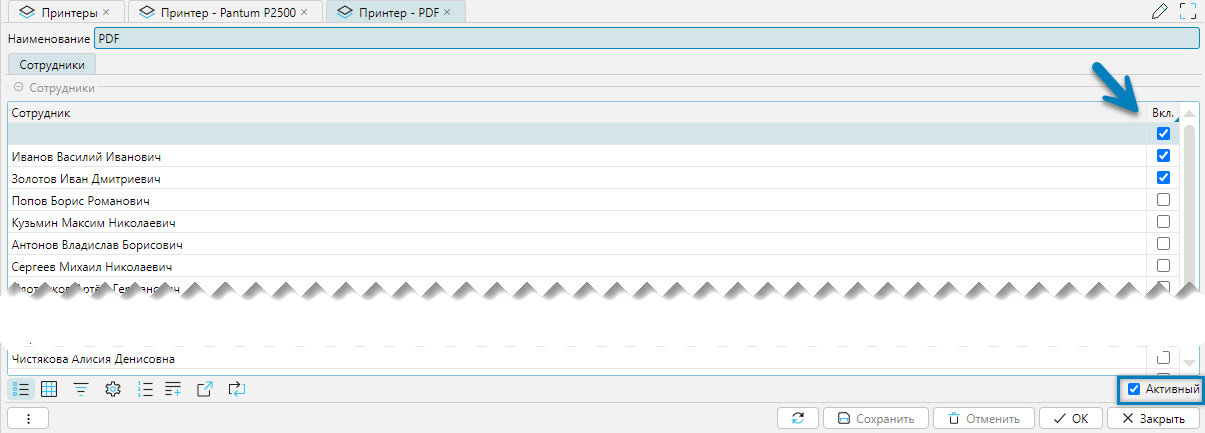 Принтеры × Принтер - Pantum P2500 × Принтер - PDF ×
Наименование PDF
Сотрудники
Сотрудники
Сотрудник Вкл.
Иванов Василий Иванович
Золотов Иван Дмитриевич
Попов Борис Романович
Кузьмин Максим Николаевич
Антонов Владислав Борисович
Сергеев Михаил Николаевич
Чистякова Алисия Денисовна
Активный
Сохранить Отменить OK Закрыть